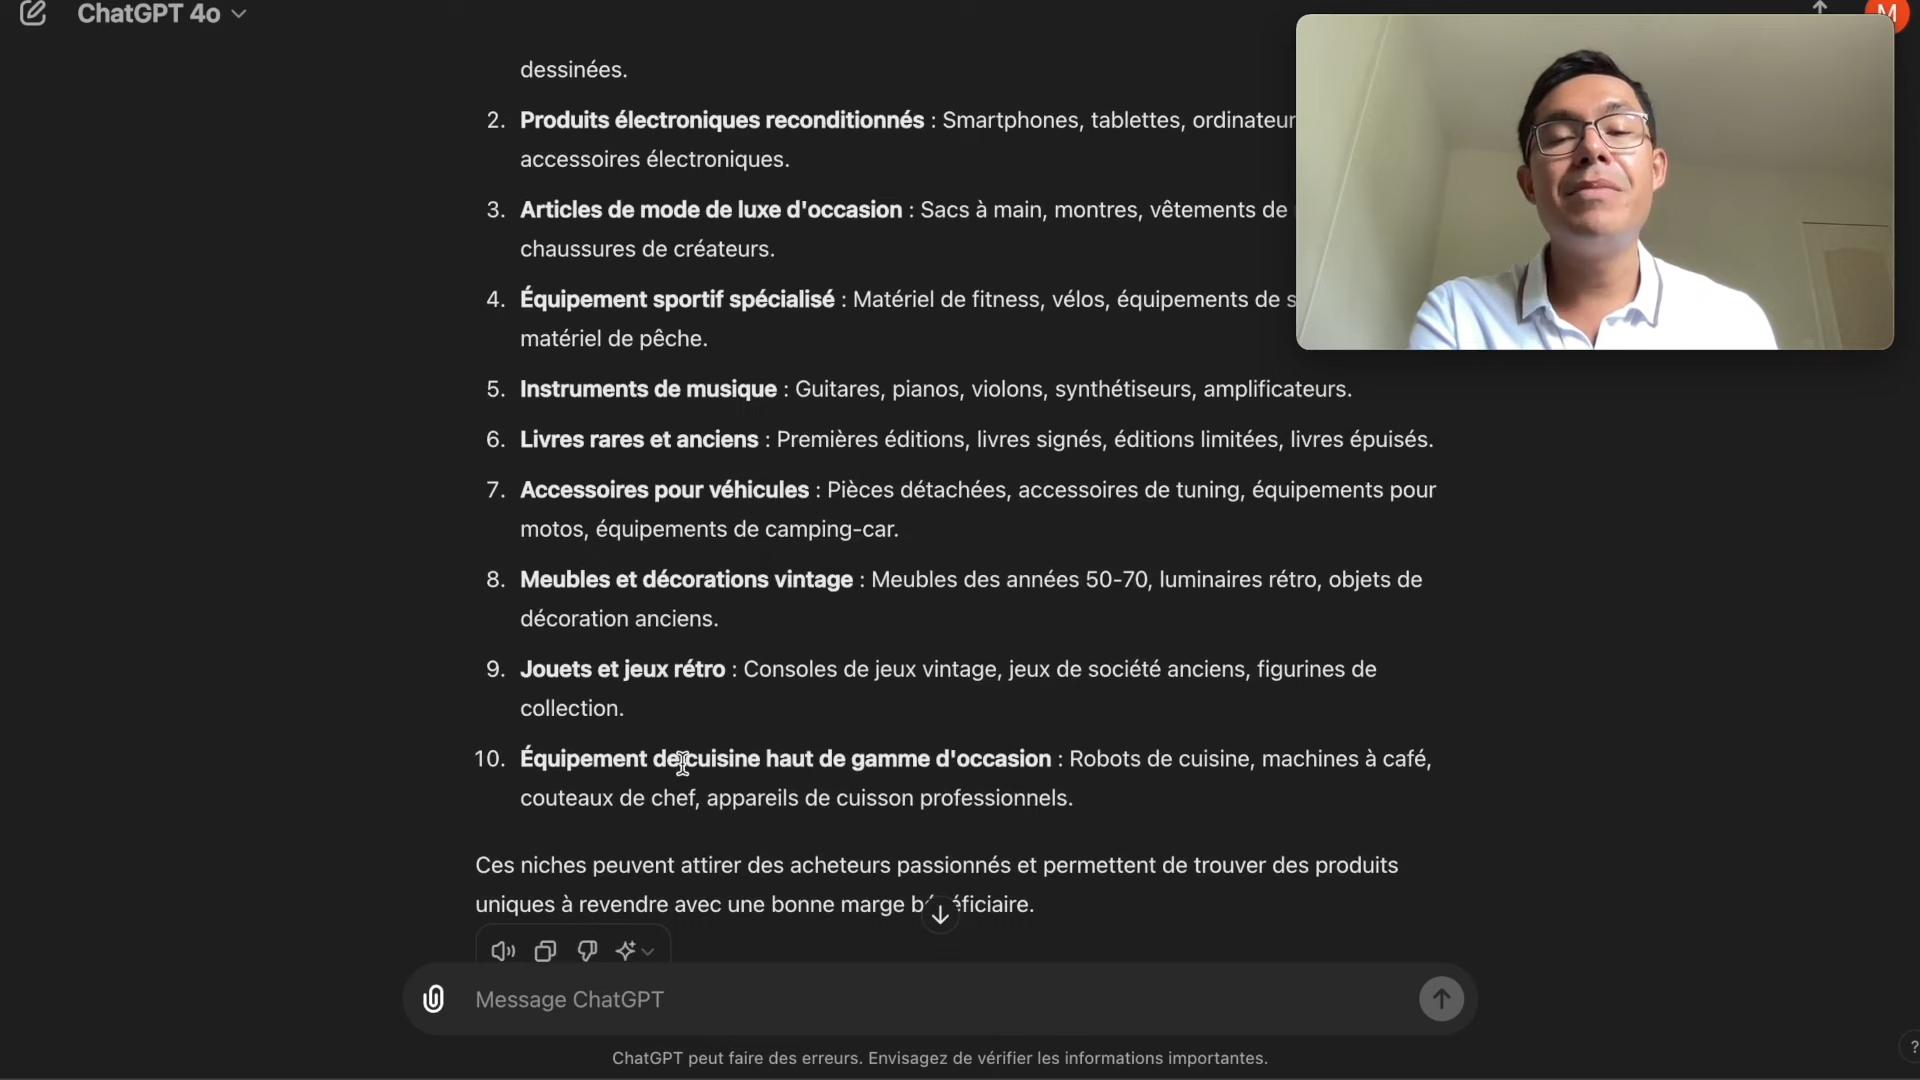 ChatGPT 4o
M
dessinées.
2. Produits électroniques reconditionnés : Smartphones, tablettes, ordinateur
accessoires électroniques.
3. Articles de mode de luxe d'occasion : Sacs à main, montres, vêtements de
chaussures de créateurs.
4. Équipement sportif spécialisé : Matériel de fitness, vélos, équipements de s
matériel de pêche.
5. Instruments de musique : Guitares, pianos, violons, synthétiseurs, amplificateurs.
6. Livres rares et anciens : Premières éditions, livres signés, éditions limitées, livres épuisés.
7. Accessoires pour véhicules : Pièces détachées, accessoires de tuning, équipements pour
motos, équipements de camping-car.
8. Meubles et décorations vintage : Meubles des années 50-70, luminaires rétro, objets de
décoration anciens.
9. Jouets et jeux rétro : Consoles de jeux vintage, jeux de société anciens, figurines de
collection.
10. Équipement de cuisine haut de gamme d'occasion : Robots de cuisine, machines à café,
couteaux de chef, appareils de cuisson professionnels.
Ces niches peuvent attirer des acheteurs passionnés et permettent de trouver des produits
uniques à revendre avec une bonne marge bénéficiaire.
Message ChatGPT
ChatGPT peut faire des erreurs. Envisagez de vérifier les informations importantes.
?